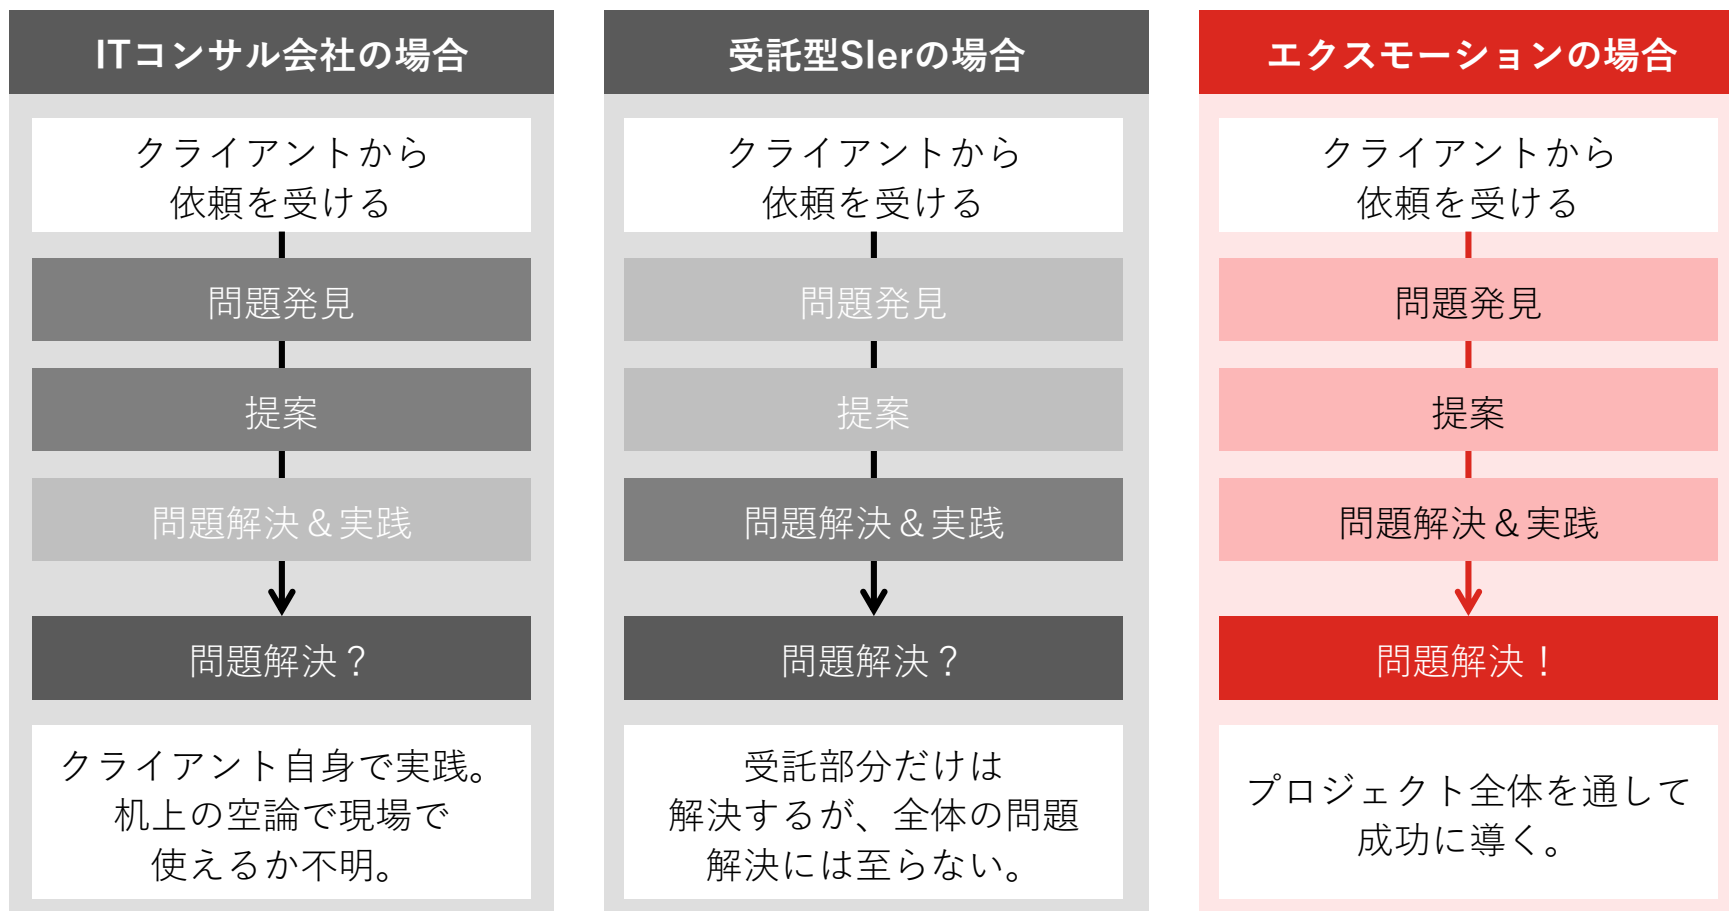 ITコンサル会社の場合
クライアントから
依頼を受ける
問題発見
提案
問題解決＆実践
問題解決？
クライアント自身で実践。
机上の空論で現場で
使えるか不明。
受託型SIerの場合
クライアントから
依頼を受ける
問題発見
提案
問題解決＆実践
問題解決？
受託部分だけは
解決するが、全体の問題
解決には至らない。
エクスモーションの場合
クライアントから
依頼を受ける
問題発見
提案
問題解決＆実践
問題解決！
プロジェクト全体を通して
成功に導く。